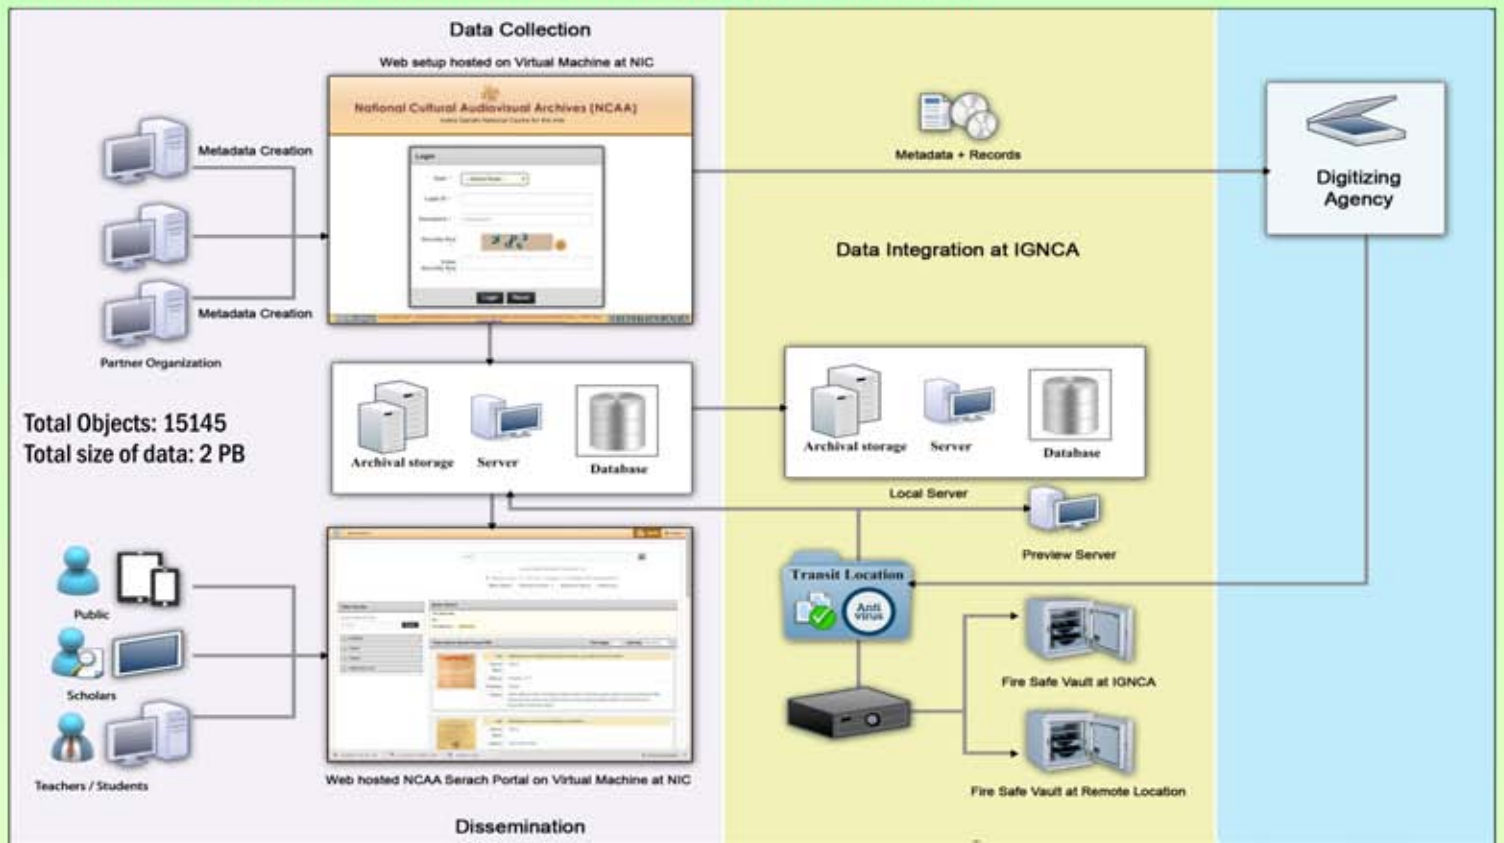 Data Collection
Web setup hosted on Virtual Machine at NIC
National Cultural Audiovisual Archives (NCAA)
Login
Metadata Creation
Metadata Creation
Partner Organization
Metadata + Records
Digitizing
Agency
Data Integration at IGNCA
Login Reset
Total Objects: 15145
Total size of data: 2 PB
Archival storage Server Database
Archival storage Server Database
Local Server
Preview Server
Transit Location
Anti
virus
Public
Scholars
Teachers / Students
Fire Safe Vault at IGNCA
Fire Safe Vault at Remote Location
Web hosted NCAA Serach Portal on Virtual Machine at NIC
Dissemination